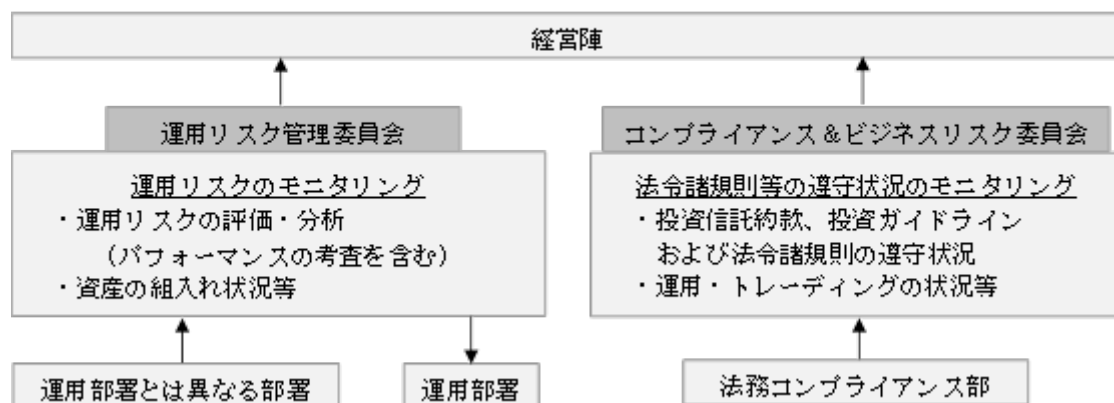 経営陣
運用リスク管理委員会
コンプライアンス&ビジネスリスク委員会
運用リスクのモニタリング
・運用リスクの評価・分析
(パフォーマンスの考査を含む)
・資産の組入れ状況等
法令諸規則等の遵守状況のモニタリング
・投資信託約款、投資ガイドライン
および法令諸規則の遵守状況
・運用・トレーディングの状況等
運用部署とは異なる部署
運用部署
法務コンプライアンス部